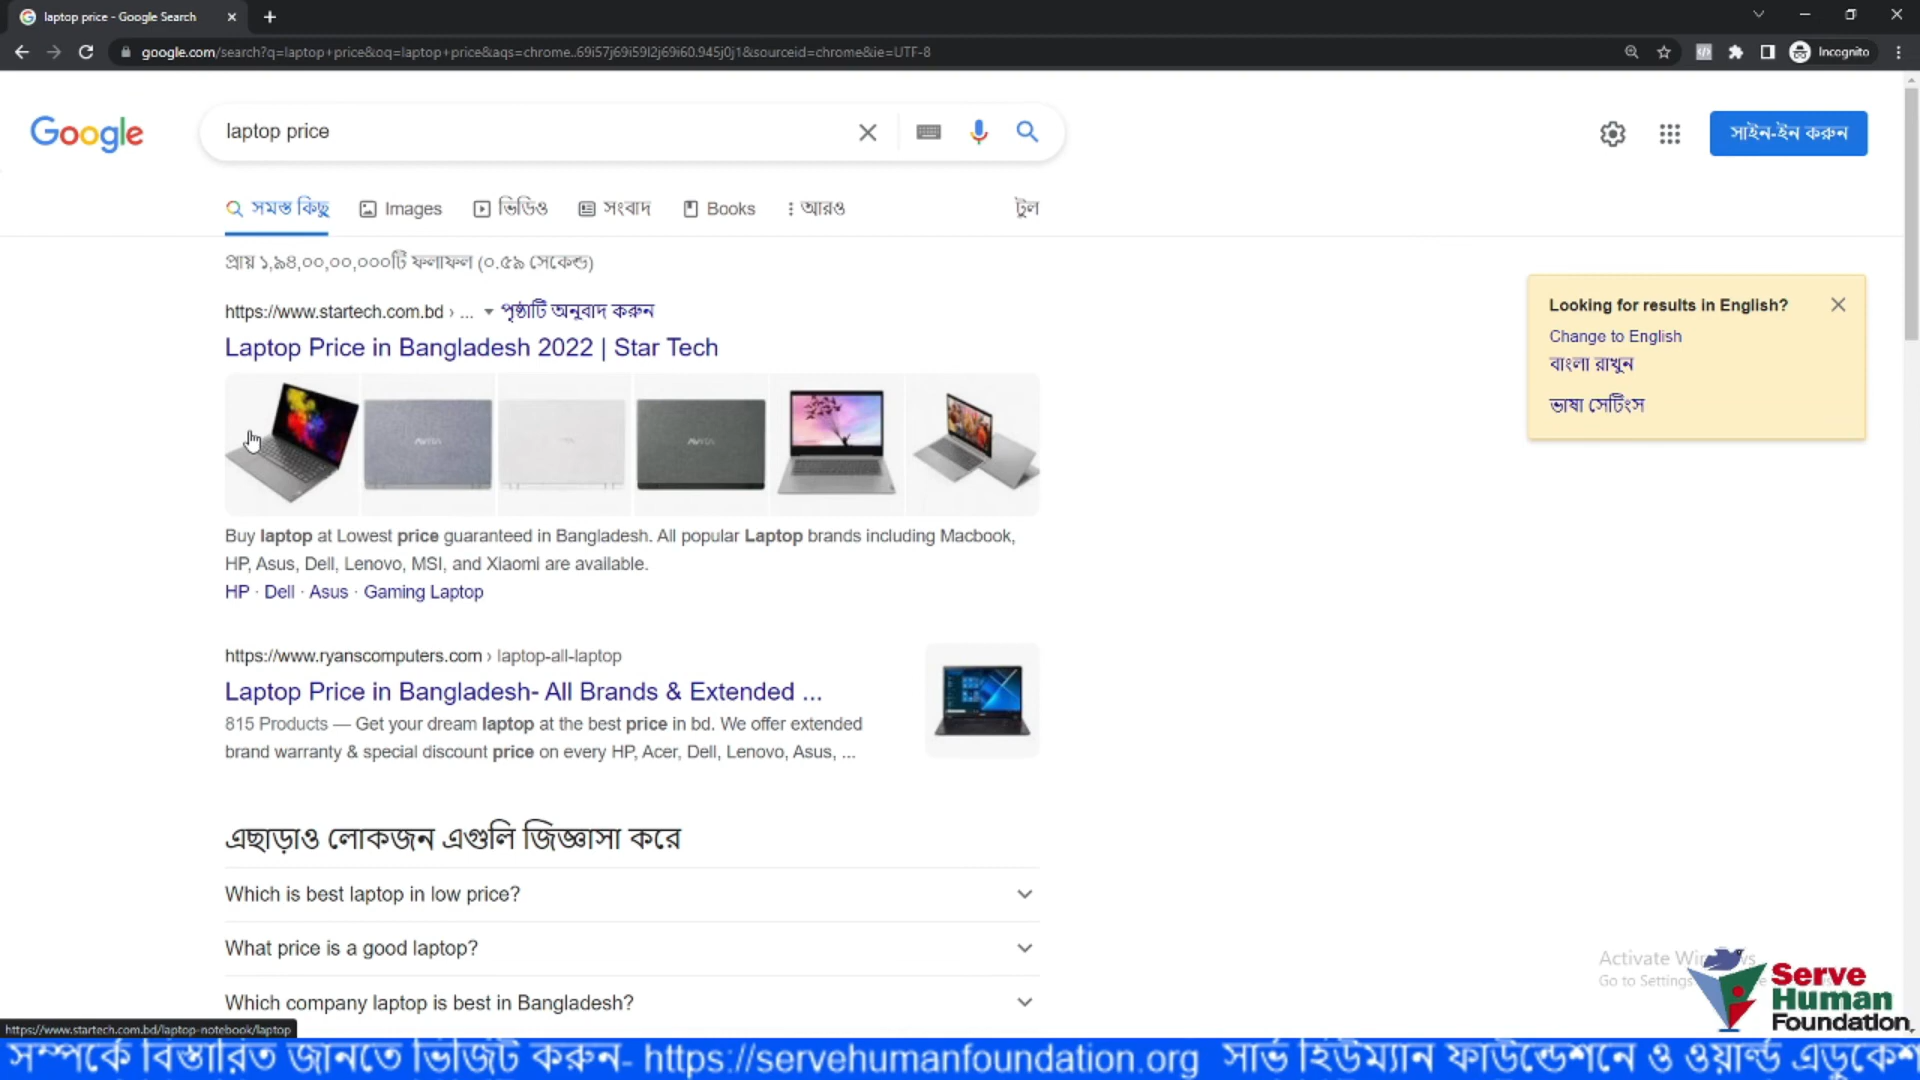 laptop price - Google Search
google.com/search?q=laptop+price&oq=laptop+price&aqs=chrome..69i57j69i59l2j69i60.945j0j1&sourceid=chrome&ie=UTF-8
Incognito
Google
laptop price
সাইন-ইন করুন
সমস্ত কিছু
Images
ভিডিও
সংবাদ
Books
আরও
টুল
প্রায় ১,৯৪,০০,০০,০০০টি ফলাফল (০.৫৯ সেকেন্ড)
Looking for results in English?
Change to English
বাংলা রাখুন
ভাষা সেটিংস
https://www.startech.com.bd › ... পৃষ্ঠাটি অনুবাদ করুন
Laptop Price in Bangladesh 2022 | Star Tech
AVITA
AVITA
Buy laptop at Lowest price guaranteed in Bangladesh. All popular Laptop brands including Macbook,
HP, Asus, Dell, Lenovo, MSI, and Xiaomi are available.
HP · Dell · Asus · Gaming Laptop
https://www.ryanscomputers.com › laptop-all-laptop
Laptop Price in Bangladesh- All Brands & Extended ...
815 Products — Get your dream laptop at the best price in bd. We offer extended
brand warranty & special discount price on every HP, Acer, Dell, Lenovo, Asus, ...
এছাড়াও লোকজন এগুলি জিজ্ঞাসা করে
Which is best laptop in low price?
What price is a good laptop?
Which company laptop is best in Bangladesh?
Activate
Go to Settings
Serve
Human
Foundation
https://www.startech.com.bd/laptop-notebook/laptop
সম্পর্কে বিস্তারিত জানতে ভিজিট করুন- https://servehumanfoundation.org সার্ভ হিউম্যান ফাউন্ডেশনে ও ওয়ার্ল্ড